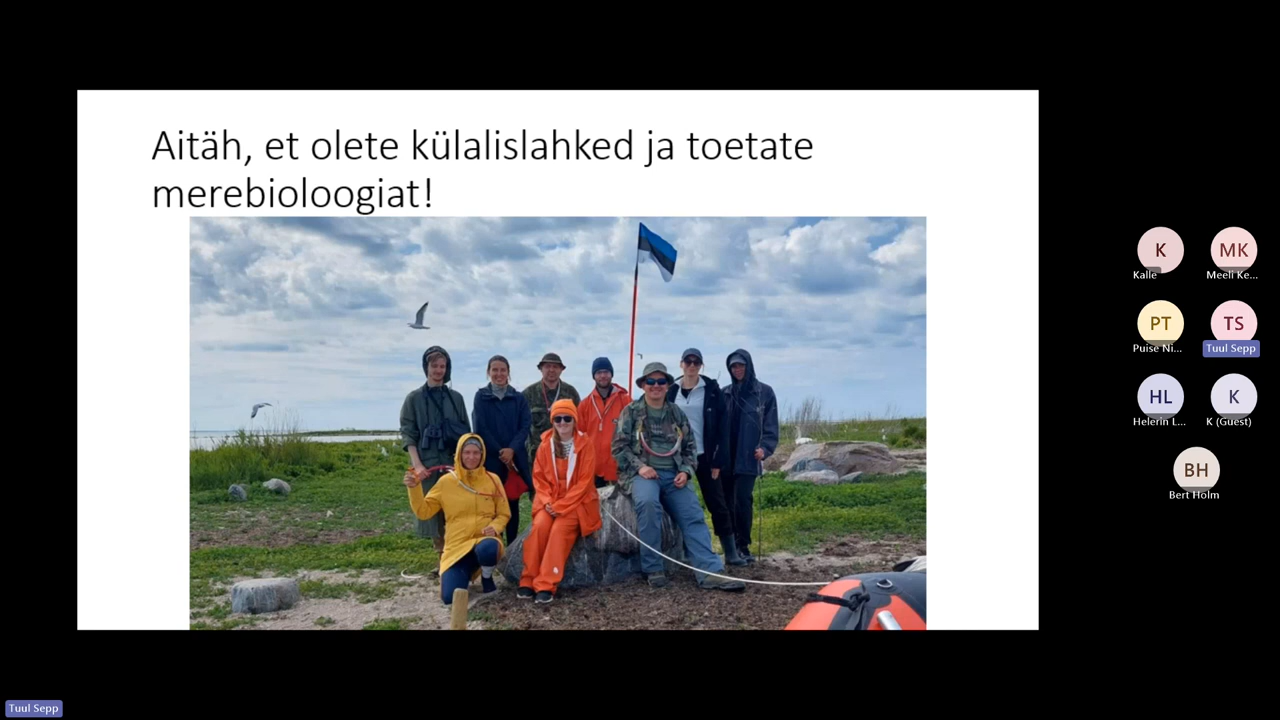 Aitäh, et olete külalislahked ja toetate
merebioloogiat!
K
Kalle
MK
Meeli Ke...
PT
Puise Ni...
TS
Tuul Sepp
HL
Helerin L...
K
K (Guest)
BH
Bert Holm
Tuul Sepp